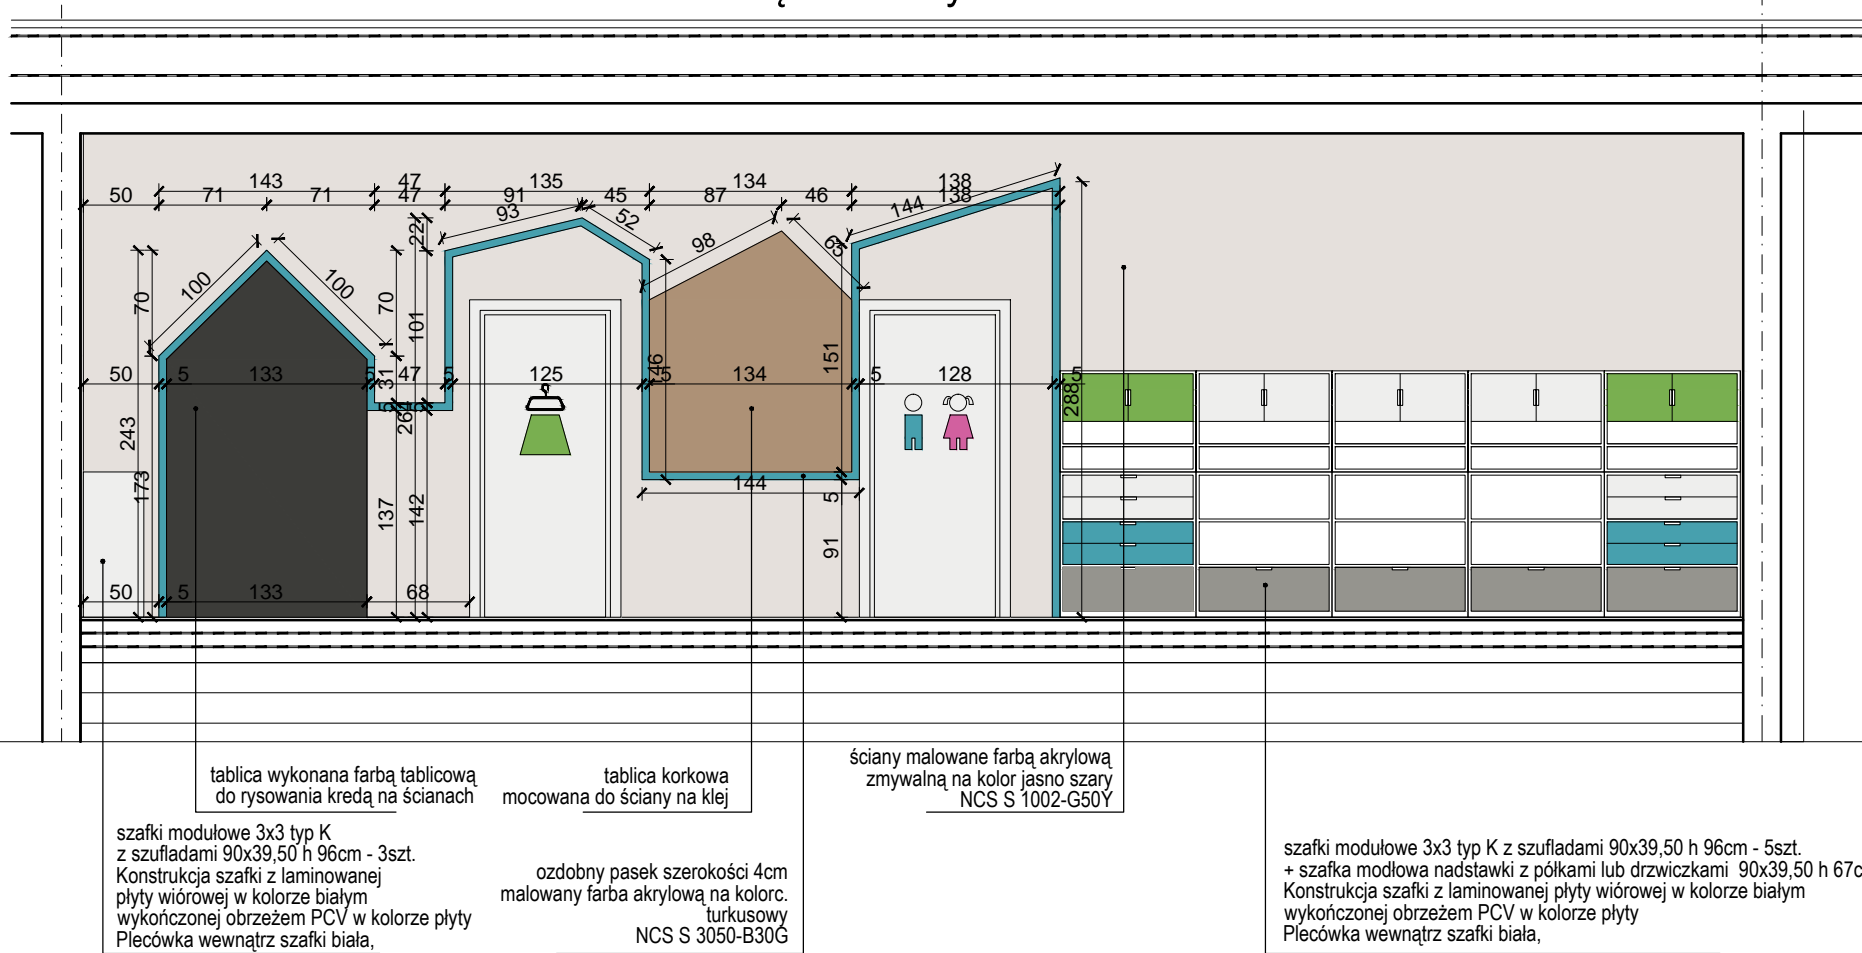 143
47
135
134
138
50
71
71
47
91
45
87
46
138
93
52
98
63
144
22
100
100
70
70
101
31
151
146
50
5
133
5
47
5
125
5
134
5
128
5
5
5
264
288
243
173
137
142
144
5
91
50
5
133
68
tablica wykonana farbą tablicową
do rysowania kredą na ścianach
tablica korkowa
mocowana do ściany na klej
ściany malowane farbą akrylową
zmywalną na kolor jasno szary
NCS S 1002-G50Y
szafki modułowe 3x3 typ K
z szufladami 90x39,50 h 96cm - 3szt.
Konstrukcja szafki z laminowanej
płyty wiórowej w kolorze białym
wykończonej obrzeżem PCV w kolorze płyty
Plecówka wewnątrz szafki biała,
ozdobny pasek szerokości 4cm
malowany farba akrylową na kolorc.
turkusowy
NCS S 3050-B30G
szafki modułowe 3x3 typ K z szufladami 90x39,50 h 96cm - 5szt.
+ szafka modłowa nadstawki z półkami lub drzwiczkami 90x39,50 h 67c
Konstrukcja szafki z laminowanej płyty wiórowej w kolorze białym
wykończonej obrzeżem PCV w kolorze płyty
Plecówka wewnątrz szafki biała,